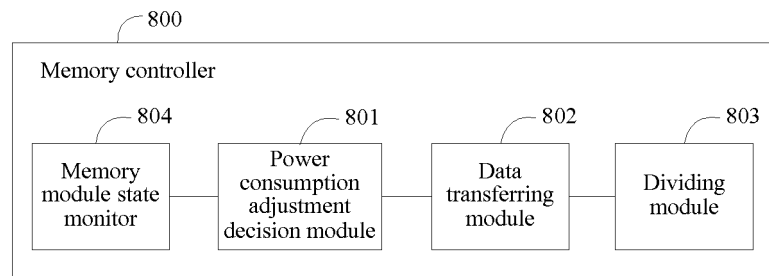 800
Memory controller
804
801
802
803
Memory
module state
monitor
Power
consumption
adjustment
decision module
Data
transferring
module
Dividing
module